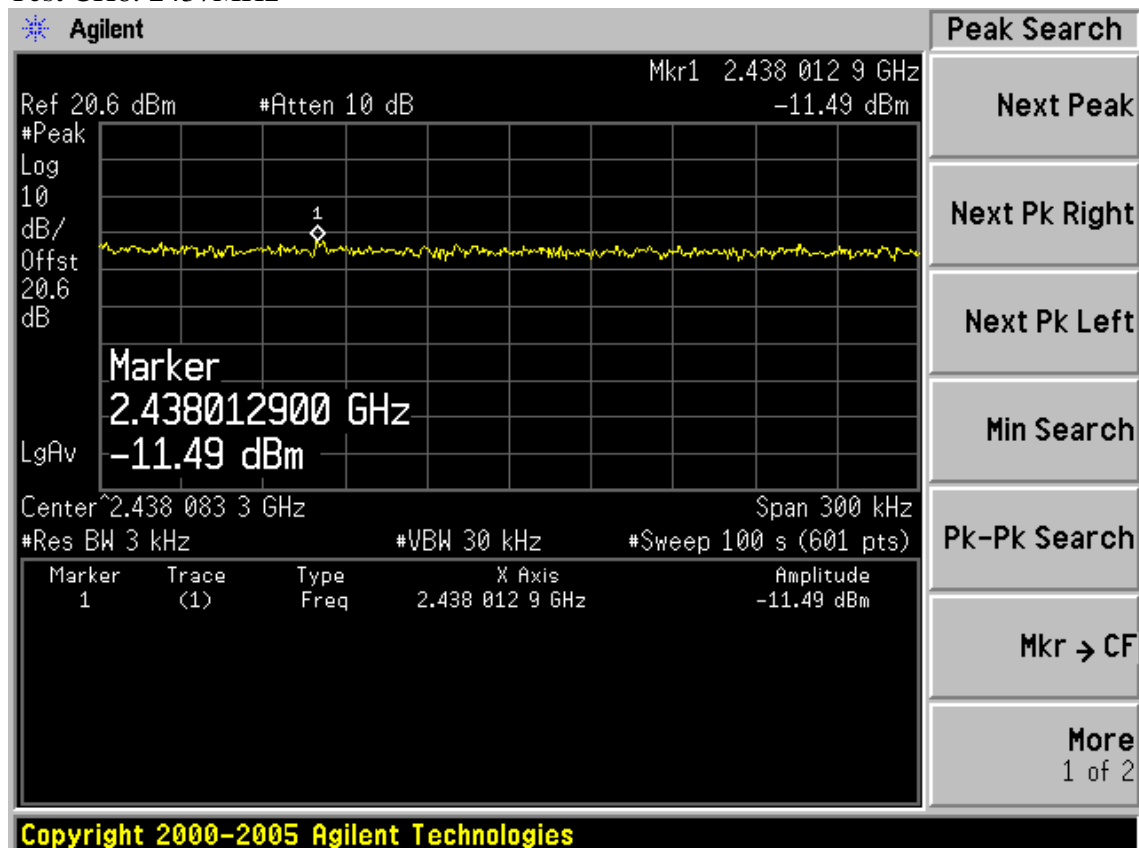 Test CH6: 2437MHz
Agilent
Peak Search
Mkr1 2.438 012 9 GHz
Ref 20.6 dBm #Atten 10 dB -11.49 dBm
#Peak
Log
10
dB/
Offst
20.6
dB
LgAv
1
Marker
2.438012900 GHz
-11.49 dBm
Center^2.438 083 3 GHz Span 300 kHz
#Res BW 3 kHz #VBW 30 kHz #Sweep 100 s (601 pts)
Marker Trace Type X Axis Amplitude
1 (1) Freq 2.438 012 9 GHz -11.49 dBm
Next Peak
Next Pk Right
Next Pk Left
Min Search
Pk-Pk Search
Mkr → CF
More
1 of 2
Copyright 2000-2005 Agilent Technologies